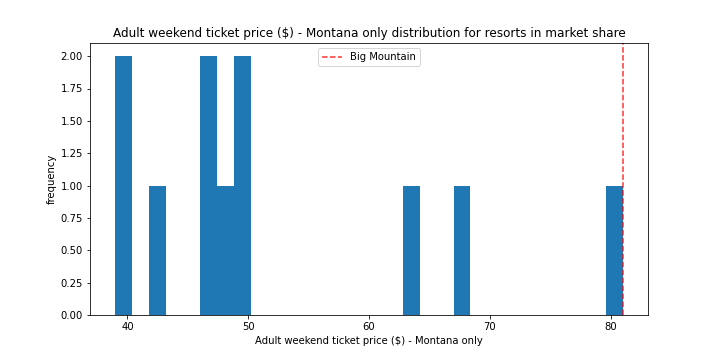 Adult weekend ticket price ($) - Montana only distribution for resorts in market share
Big Mountain
2.00
1.75
1.50
1.25
1.00
0.75
0.50
0.25
0.00
frequency
40 50 60 70 80
Adult weekend ticket price ($) - Montana only